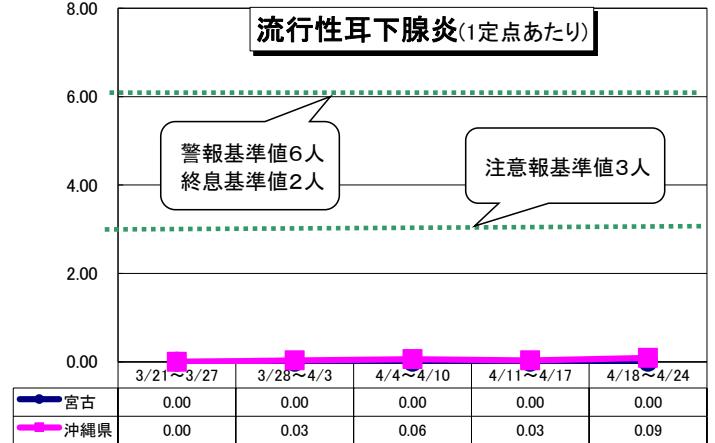 流行性耳下腺炎(1定点あたり)
8.00
6.00
警報基準値6人
終息基準値2人
注意報基準値3人
4.00
2.00
0.00
3/21～3/27 3/28～4/3 4/4～4/10 4/11～4/17 4/18～4/24
宮古 0.00 0.00 0.00 0.00 0.00
沖縄県 0.00 0.03 0.06 0.03 0.09